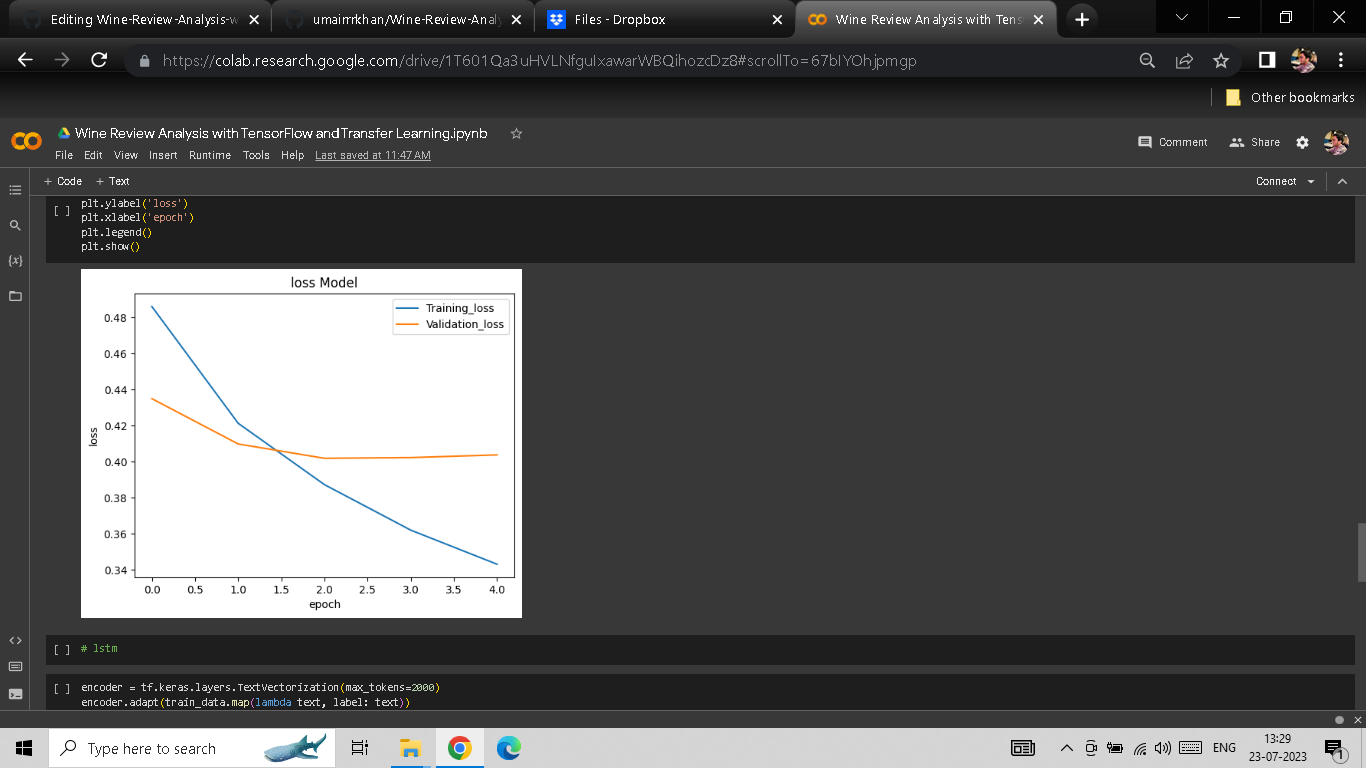 Editing Wine-Review-Analysis-w
umairrrkhan/Wine-Review-Analy
Files - Dropbox
Wine Review Analysis with Tens
https://colab.research.google.com/drive/1T601Qa3uHVLNfguIxawarWBQihozcDz8#scrollTo=67bIYOhjpmgp
Other bookmarks
Wine Review Analysis with TensorFlow and Transfer Learning.ipynb
File Edit View Insert Runtime Tools Help Last saved at 11:47 AM
Comment Share
+ Code + Text
Connect
plt.ylabel('loss')
[ ] plt.xlabel('epoch')
plt.legend()
plt.show()
loss Model
Training_loss
Validation_loss
0.48
0.46
0.44
0.42
0.40
0.38
0.36
0.34
loss
0.0 0.5 1.0 1.5 2.0 2.5 3.0 3.5 4.0
epoch
[ ] # lstm
[ ] encoder = tf.keras.layers.TextVectorization(max_tokens=2000)
encoder.adapt(train_data.map(lambda text, label: text))
Type here to search
ENG
13:29
23-07-2023
1